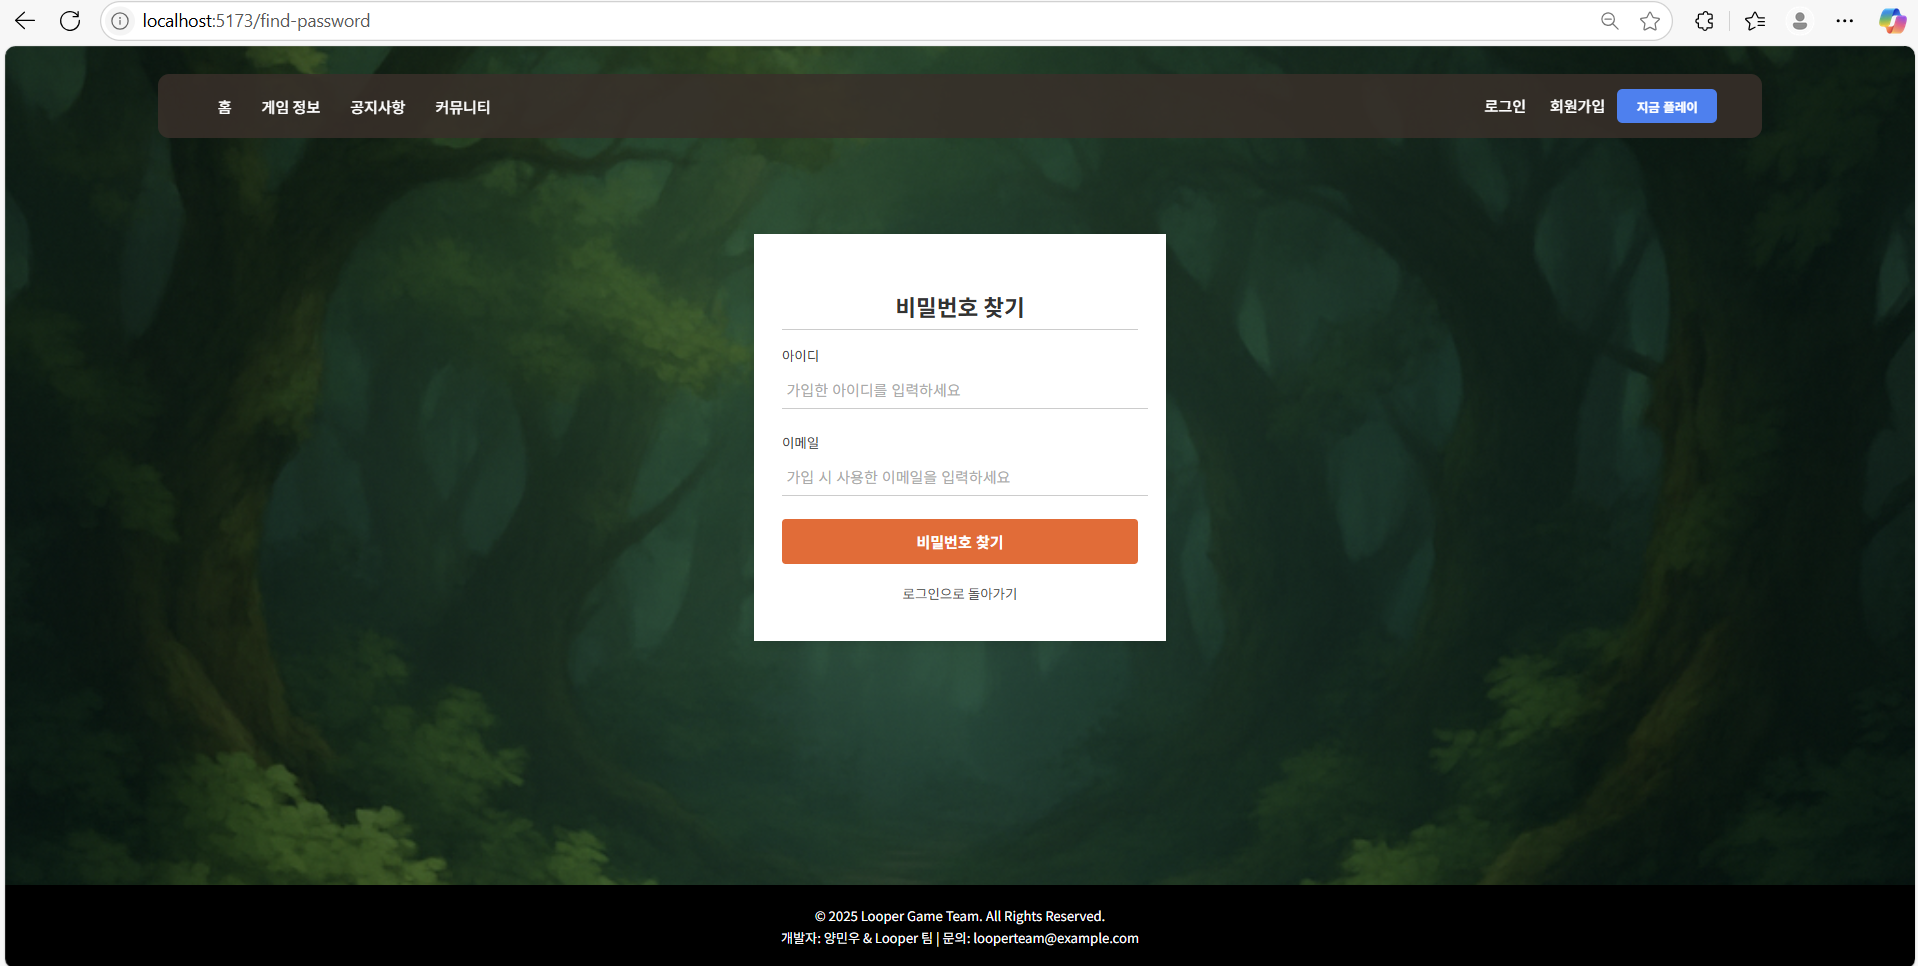 localhost:5173/find-password
홈 게임 정보 공지사항 커뮤니티 로그인 회원가입 지금 플레이
비밀번호 찾기
아이디
가입한 아이디를 입력하세요
이메일
가입 시 사용한 이메일을 입력하세요
비밀번호 찾기
로그인으로 돌아가기
© 2025 Looper Game Team. All Rights Reserved.
개발자: 양민우 & Looper 팀 | 문의: looperteam@example.com